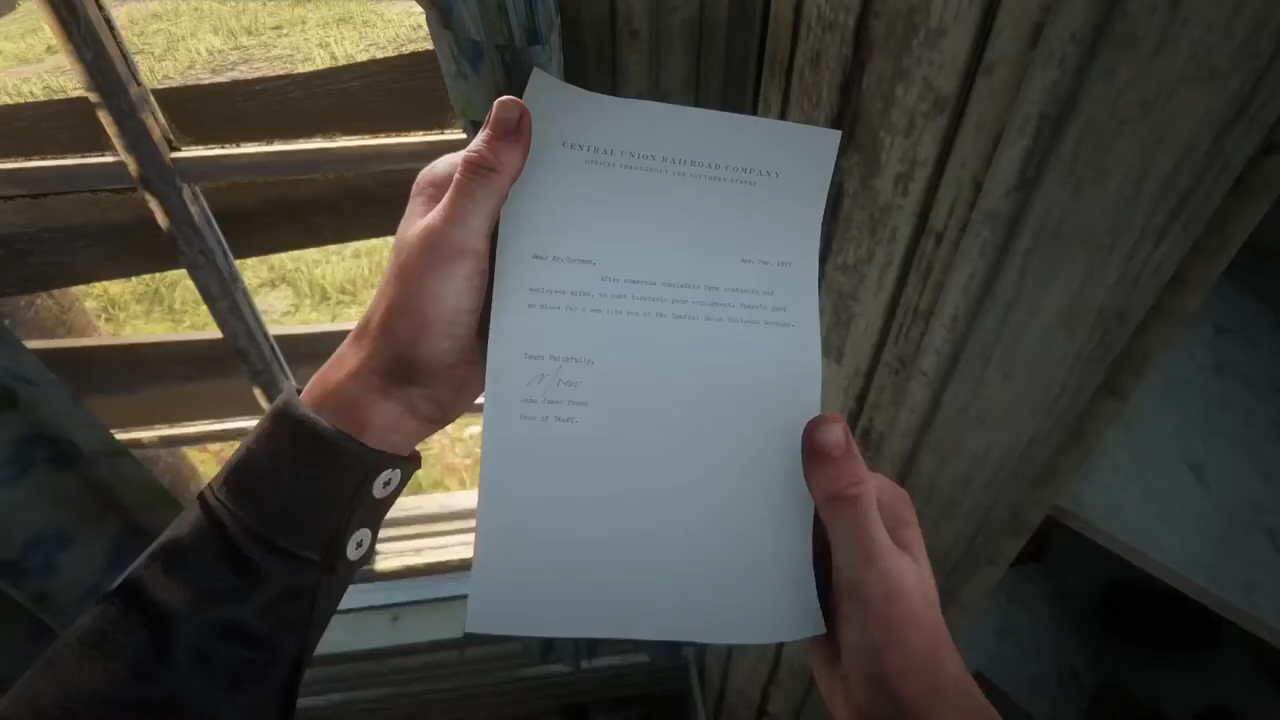 CENTRAL UNION RAILROAD COMPANY
OFFICES THROUGHOUT THE SOUTHERN STATES
Dear Mr.
After numerous complaints from customers and
employees alike, we must terminate your employment. There's just
no place for a man like you at the Central Union Railroad Company.
Yours Faithfully,
James
Head of Staff.